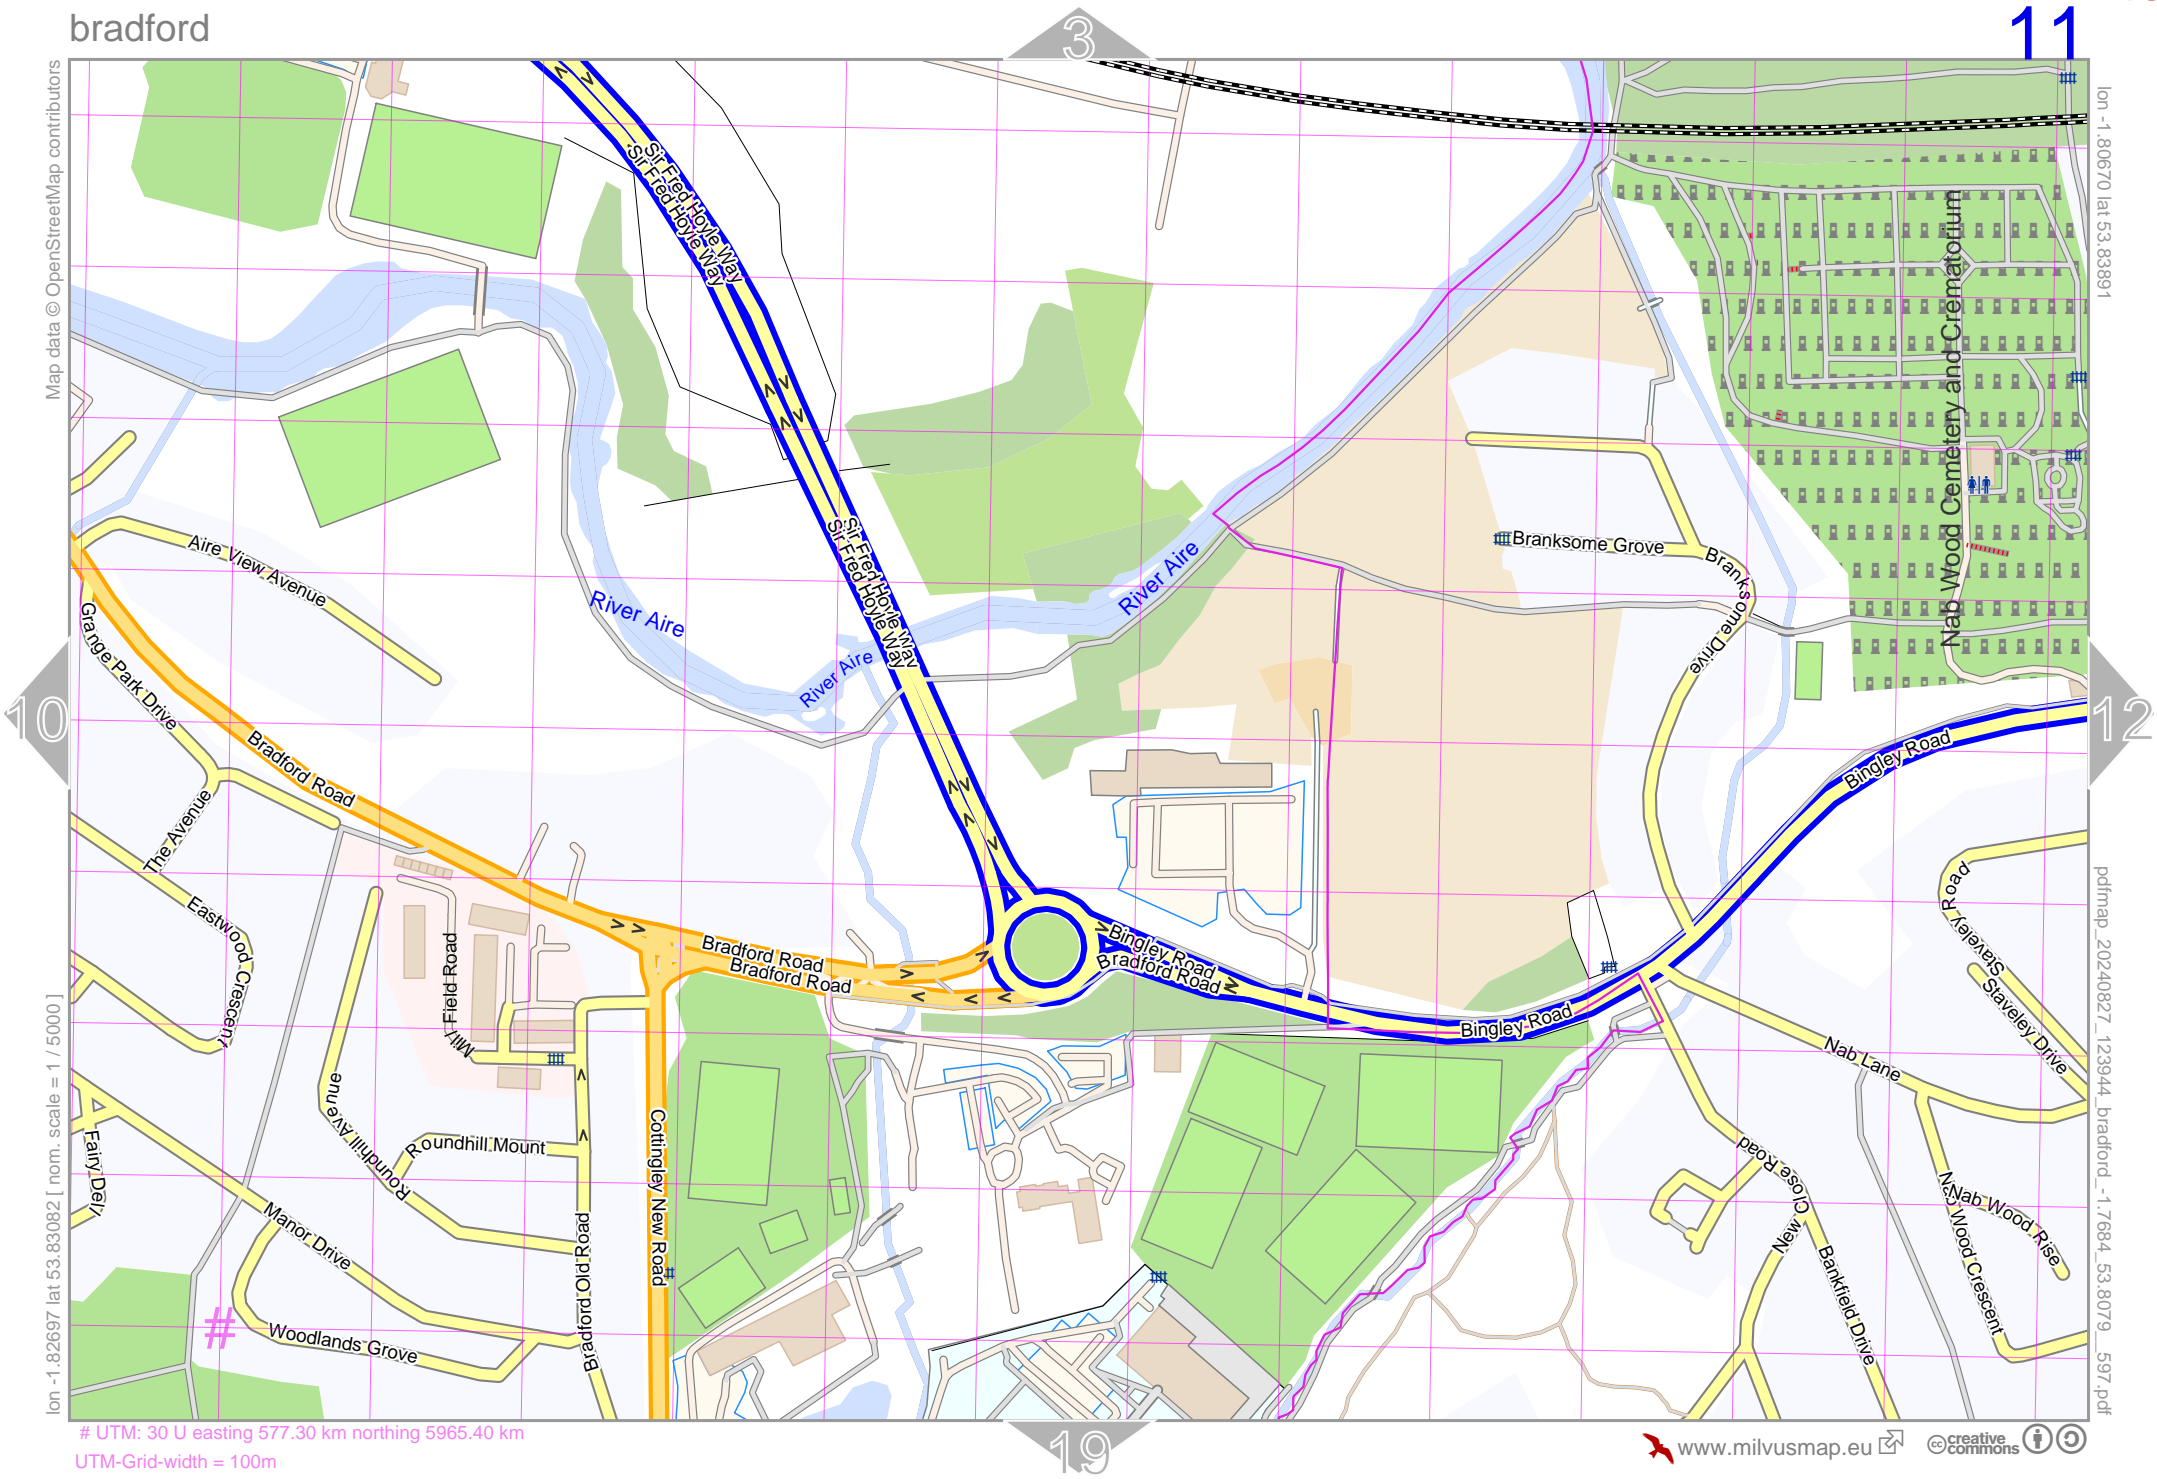 bradford
3
11
Map data © OpenStreetMap contributors
lon -1.80670 lat 53.83891
Sir Fred Hoyle Way
Sir Fred Hoyle Way
Nab Wood Cemetery and Crematorium
Aire View Avenue
Sir Fred Hoyle Way
Sir Fred Hoyle Way
River Aire
River Aire
River Aire
Branksome Grove
Branksome Drive
Grange Park Drive
10
12
Bradford Road
The Avenue
Bingley Road
Eastwood Crescent
Mill Field Road
Bradford Road
Bradford Road
Bingley Road
Bradford Road
Bingley Road
Staveley Road
Staveley Drive
Nab Lane
Roundhill Avenue
Roundhill Mount
Fairy Dell
Cottingley New Road
New Close Road
Nab Wood Rise
Nab Wood Crescent
Manor Drive
Bradford Old Road
Bankfield Drive
#
Woodlands Grove
lon -1.82697 lat 53.83082 [ nom. scale = 1 / 5000 ]
pdfmap_20240827_123944_bradford_-1.7684_53.8079_597.pdf
# UTM: 30 U easting 577.30 km northing 5965.40 km
UTM-Grid-width = 100m
19
www.milvusmap.eu
cc creative commons